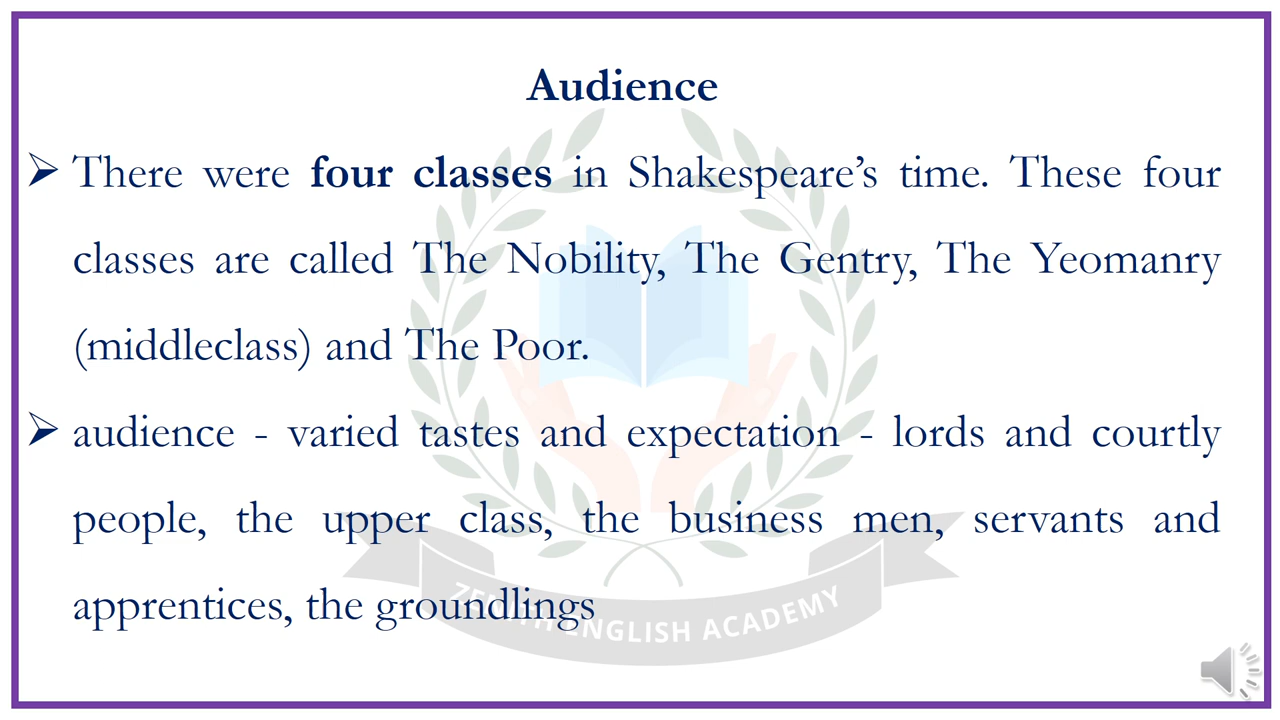 Audience
➢ There were four classes in Shakespeare’s time. These four
classes are called The Nobility, The Gentry, The Yeomanry
(middleclass) and The Poor.
➢ audience - varied tastes and expectation - lords and courtly
people, the upper class, the business men, servants and
apprentices, the groundlings
ZENITH ENGLISH ACADEMY